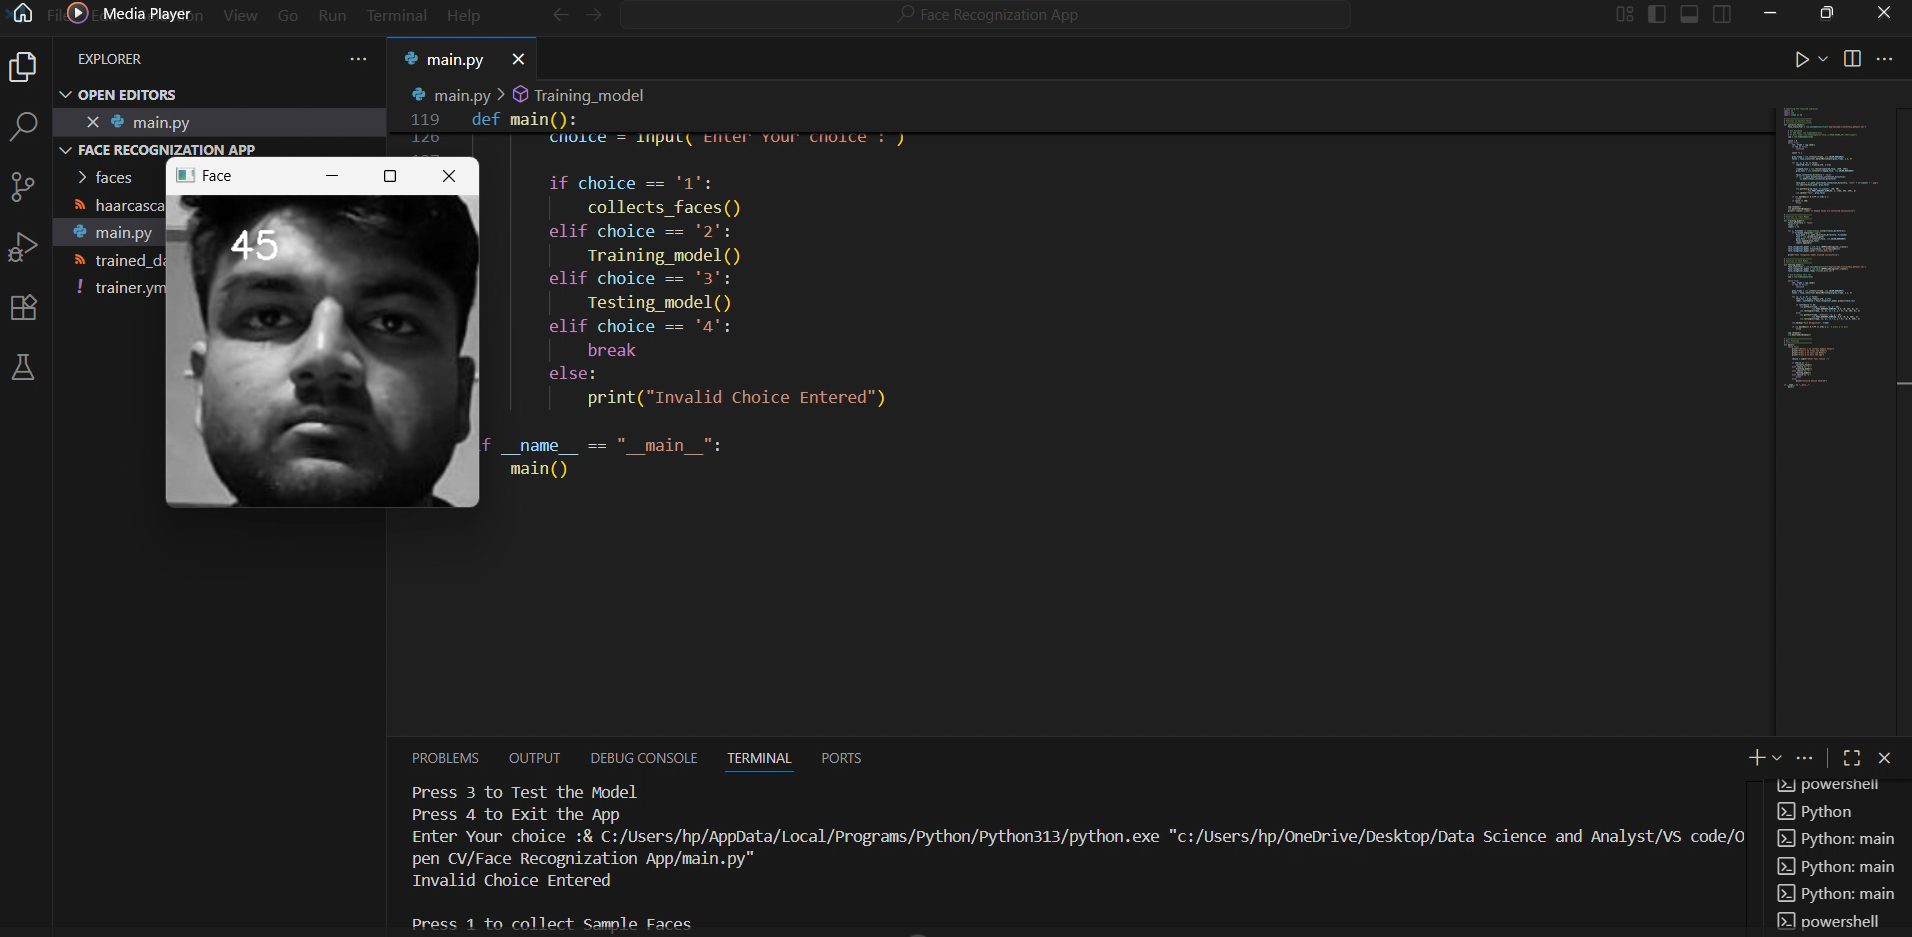 Media Player
File
View
Go
Run
Terminal
Help
Face Recognization App
EXPLORER
OPEN EDITORS
main.py
FACE RECOGNIZATION APP
faces
haarcasca
main.py
trained_da
trainer.ym
Face
45
main.py
main.py > Training_model
119 def main():
126 choice = input( Enter Your choice : )
if choice == '1':
collects_faces()
elif choice == '2':
Training_model()
elif choice == '3':
Testing_model()
elif choice == '4':
break
else:
print("Invalid Choice Entered")
f __name__ == "__main__":
main()
PROBLEMS
OUTPUT
DEBUG CONSOLE
TERMINAL
PORTS
Press 3 to Test the Model
Press 4 to Exit the App
Enter Your choice :& C:/Users/hp/AppData/Local/Programs/Python/Python313/python.exe "c:/Users/hp/OneDrive/Desktop/Data Science and Analyst/VS code/O
pen CV/Face Recognization App/main.py"
Invalid Choice Entered
Press 1 to collect Sample Faces
powershell
Python
Python: main
Python: main
Python: main
powershell